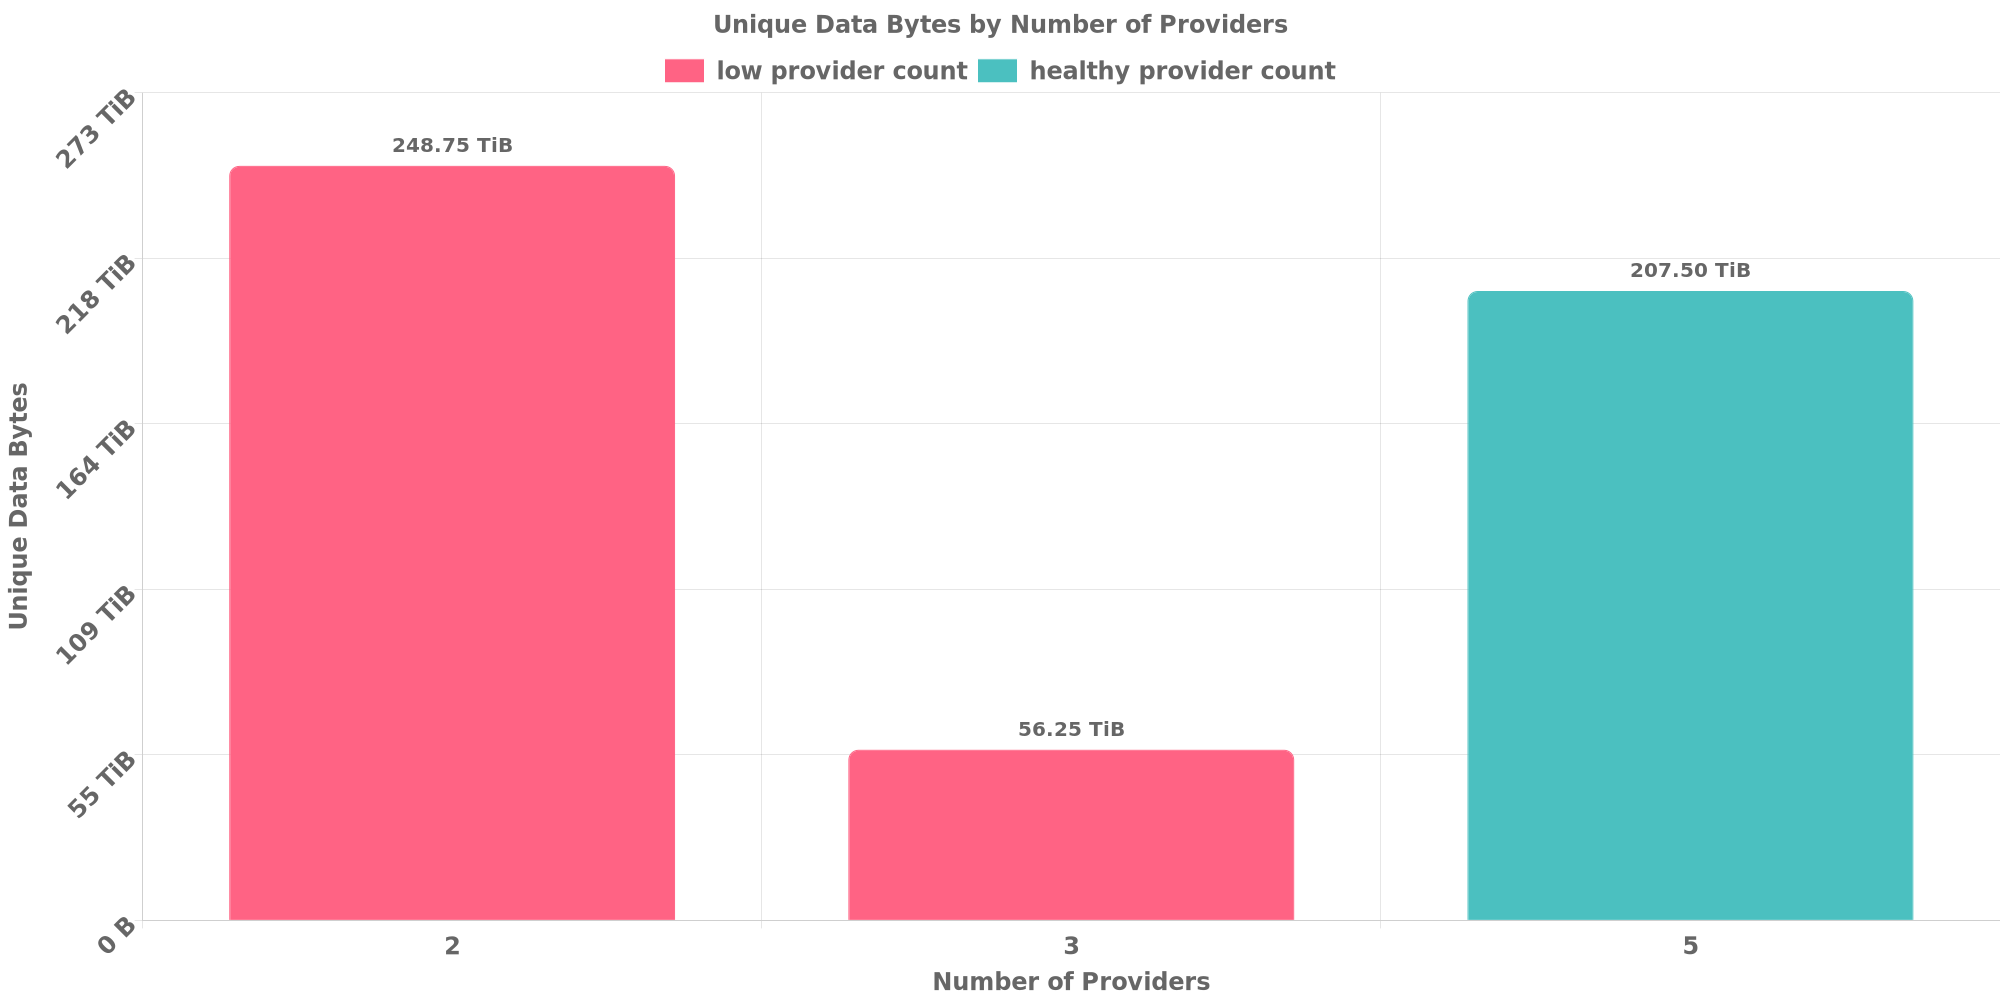 Unique Data Bytes by Number of Providers
low provider count healthy provider count
273 TiB
218 TiB
164 TiB
109 TiB
55 TiB
0 B
Unique Data Bytes
248.75 TiB
56.25 TiB
207.50 TiB
2 3 5
Number of Providers